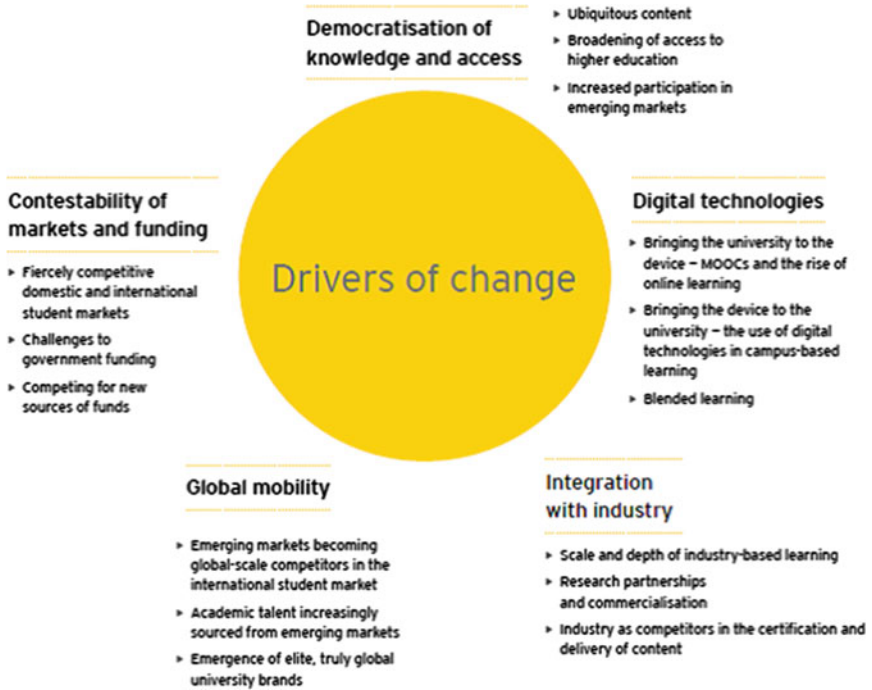 Democratisation of
knowledge and access
▸ Ubiquitous content
▸ Broadening of access to
higher education
▸ Increased participation in
emerging markets
Contestability of
markets and funding
▸ Fiercely competitive
domestic and international
student markets
▸ Challenges to
government funding
▸ Competing for new
sources of funds
Drivers of change
Digital technologies
▸ Bringing the university to the
device – MOOCs and the rise of
online learning
▸ Bringing the device to the
university – the use of digital
technologies in campus-based
learning
▸ Blended learning
Global mobility
▸ Emerging markets becoming
global-scale competitors in the
international student market
▸ Academic talent increasingly
sourced from emerging markets
▸ Emergence of elite, truly global
university brands
Integration
with industry
▸ Scale and depth of industry-based learning
▸ Research partnerships
and commercialisation
▸ Industry as competitors in the certification and
delivery of content